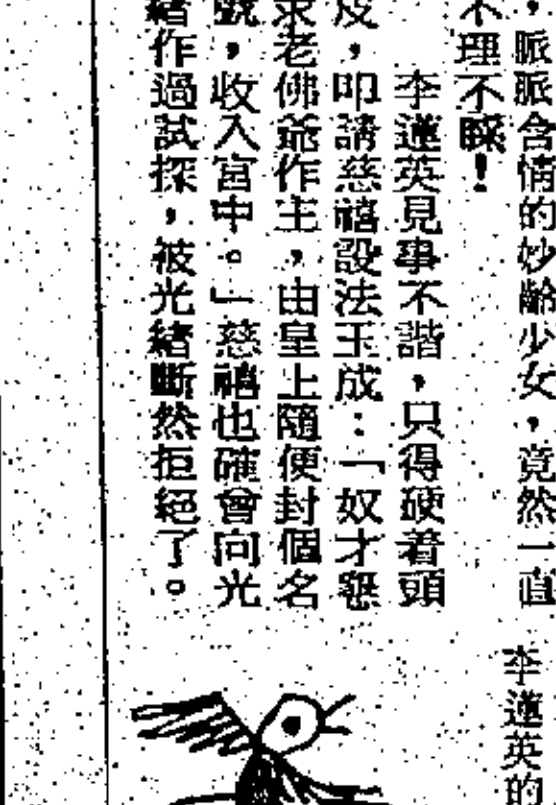 ，脈脈含情的妙齡少女，竟然一直
不理不睬！
李蓮英見事不諧，只得硬着頭
皮，叩請慈禧設法玉成：「奴才懇
求老佛爺作主，由皇上隨便封個名
號，收入宮中。」慈禧也確曾向光
緒作過試探，被光緒斷然拒絕了。
李蓮英的